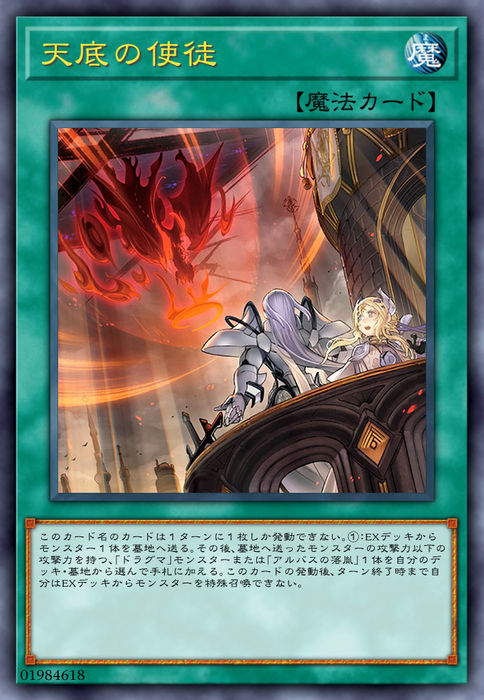 天底の使徒
魔
【魔法カード】
このカード名のカードは1ターンに1枚しか発動できない。①:EXデッキから
モンスター1体を墓地へ送る。その後、墓地へ送ったモンスターの攻撃力以下の
攻撃力を持つ、「ドラグマ」モンスターまたは「アルバスの落胤」1体を自分のデ
ッキ・墓地から選んで手札に加える。このカードの発動後、ターン終了時まで自
分はEXデッキからモンスターを特殊召喚できない。
01984618